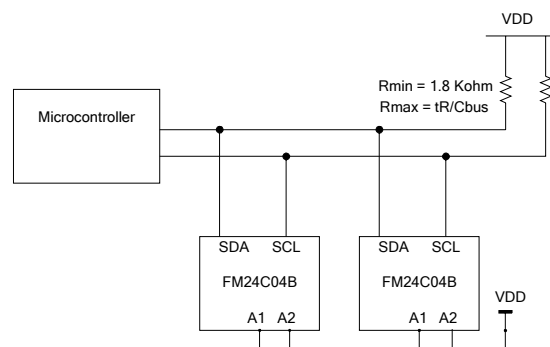 VDD
Rmin = 1.8 Kohm
Rmax = tR/Cbus
Microcontroller
SDA SCL
SDA SCL
FM24C04B
FM24C04B
VDD
A1 A2
A1 A2